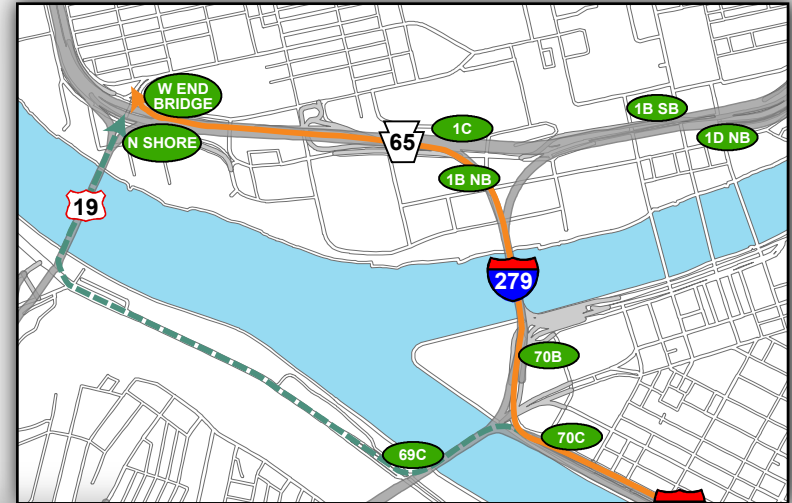 W END
BRIDGE
N SHORE
65
1C
1B SB
1D NB
1B NB
19
279
70B
70C
69C